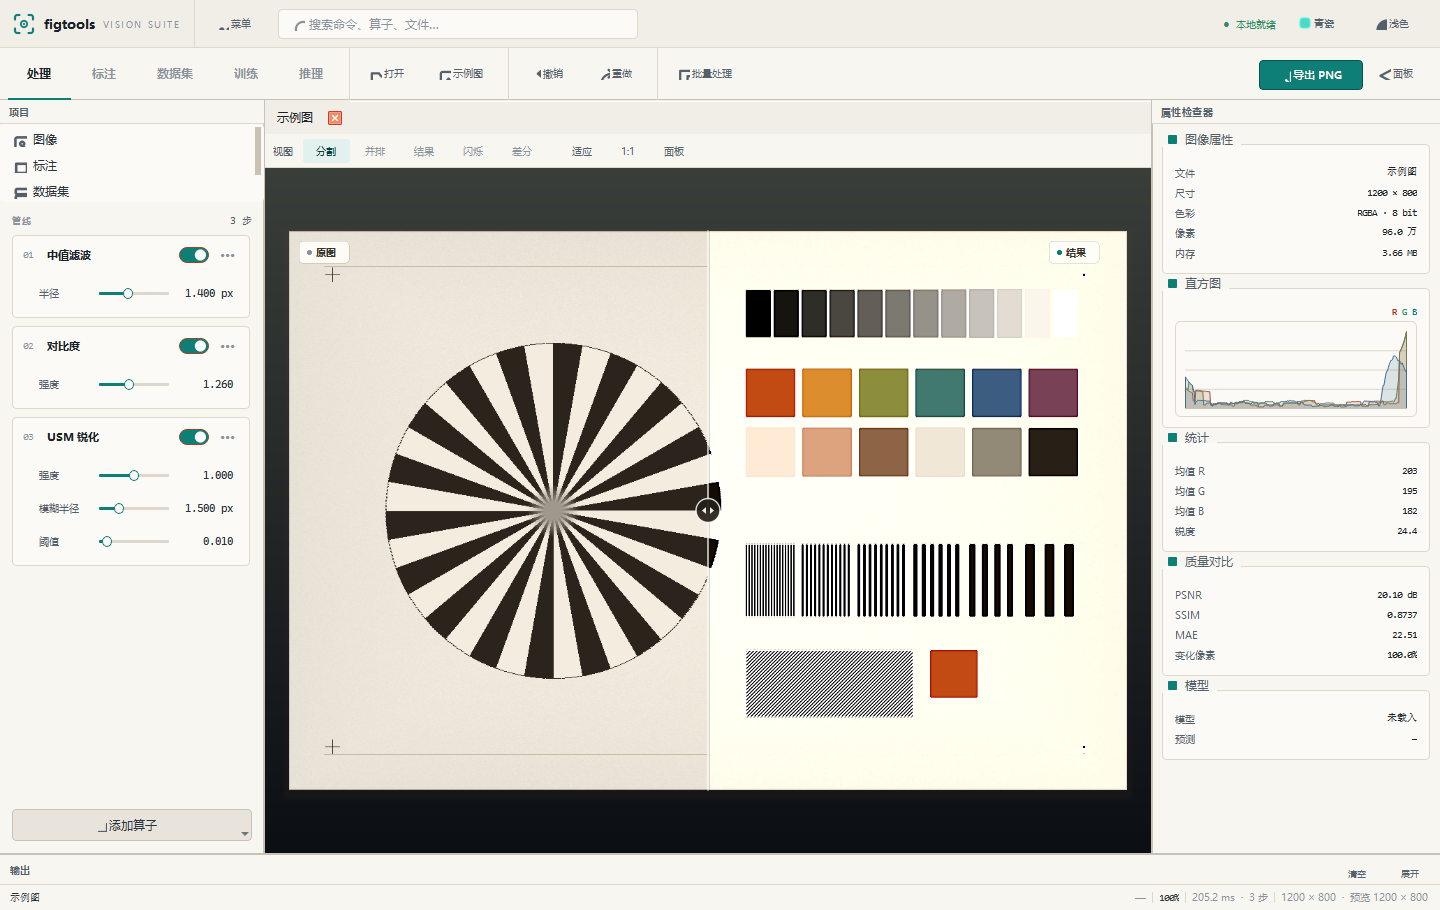 figtools VISION SUITE 菜单 搜索命令、算子、文件... 本地就绪 青瓷 浅色
处理 标注 数据集 训练 推理 打开 示例图 撤销 重做 批量处理 导出 PNG 面板
项目
图像
标注
数据集
管线 3 步
01 中值滤波
半径 1.400 px
02 对比度
强度 1.260
03 USM 锐化
强度 1.000
模糊半径 1.500 px
阈值 0.010
添加算子
示例图
视图 分割 并排 结果 闪烁 差分 适应 1:1 面板
原图 结果
属性检查器
图像属性
文件 示例图
尺寸 1200 × 800
色彩 RGBA · 8 bit
像素 96.0 万
内存 3.66 MB
直方图
R G B
统计
均值 R 203
均值 G 195
均值 B 182
锐度 24.4
质量对比
PSNR 20.10 dB
SSIM 0.8737
MAE 22.51
变化像素 100.0%
模型
模型 未载入
预测 —
输出 清空 展开
示例图 — 100% 205.2 ms · 3 步 1200 × 800 · 预览 1200 × 800